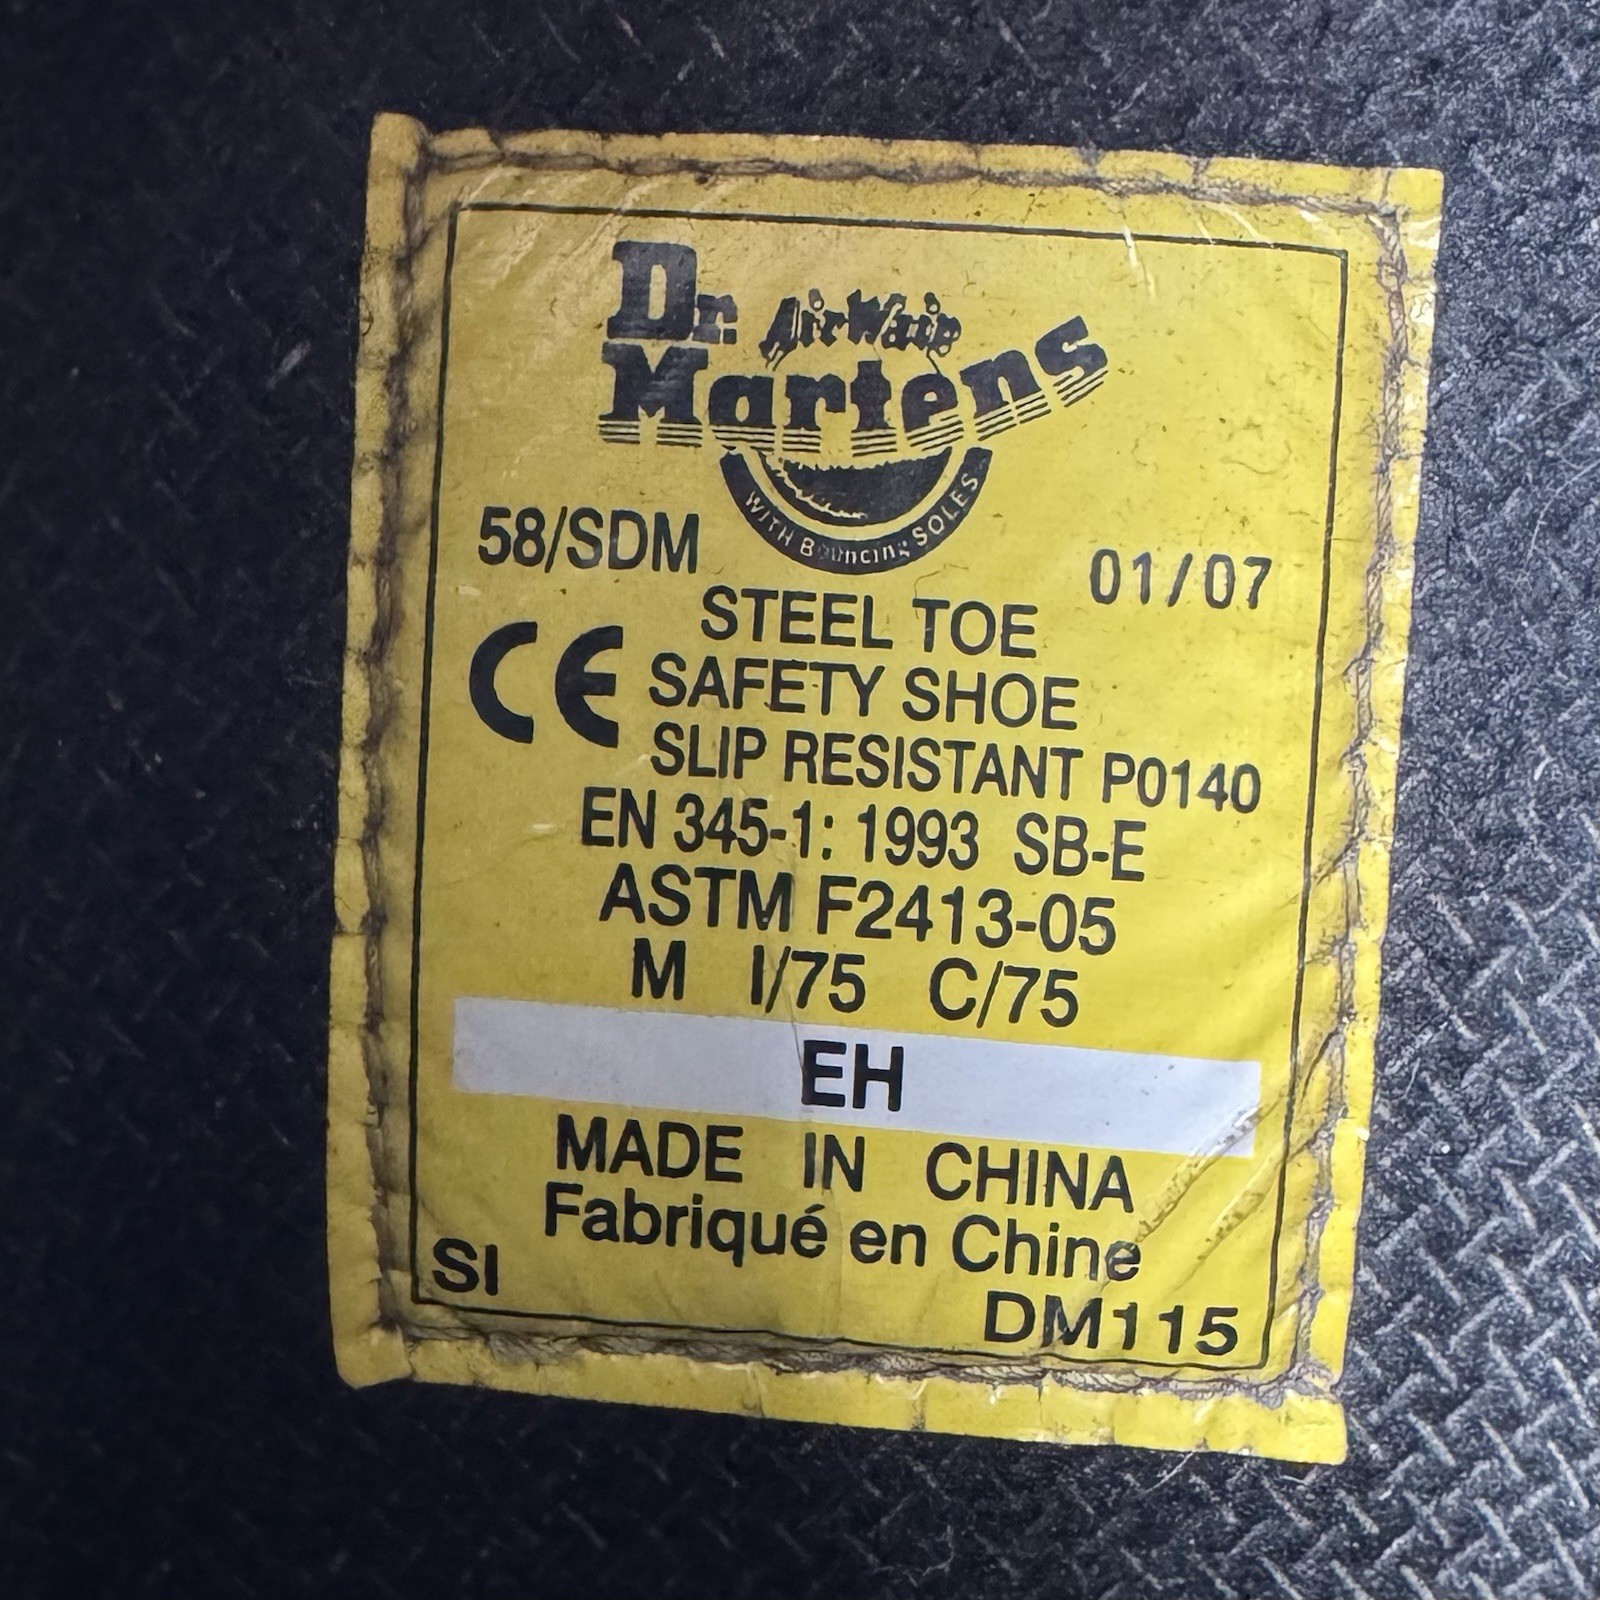 Dr. AirWair
Martens
WITH BOUNCING SOLES
58/SDM
01/07
STEEL TOE
CE SAFETY SHOE
SLIP RESISTANT P0140
EN 345-1: 1993 SB-E
ASTM F2413-05
M I/75 C/75
EH
MADE IN CHINA
Fabriqué en Chine
SI
DM115